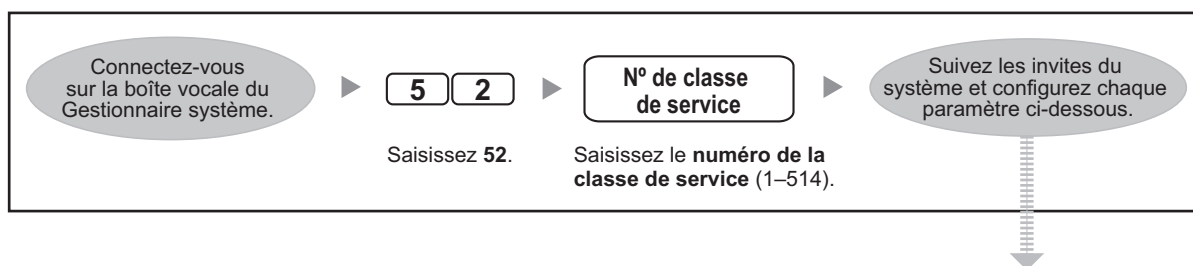 Connectez-vous
sur la boîte vocale du
Gestionnaire système.
5 2
Saisissez 52.
Nº de classe
de service
Saisissez le numéro de la
classe de service (1–514).
Suivez les invites du
système et configurez chaque
paramètre ci-dessous.